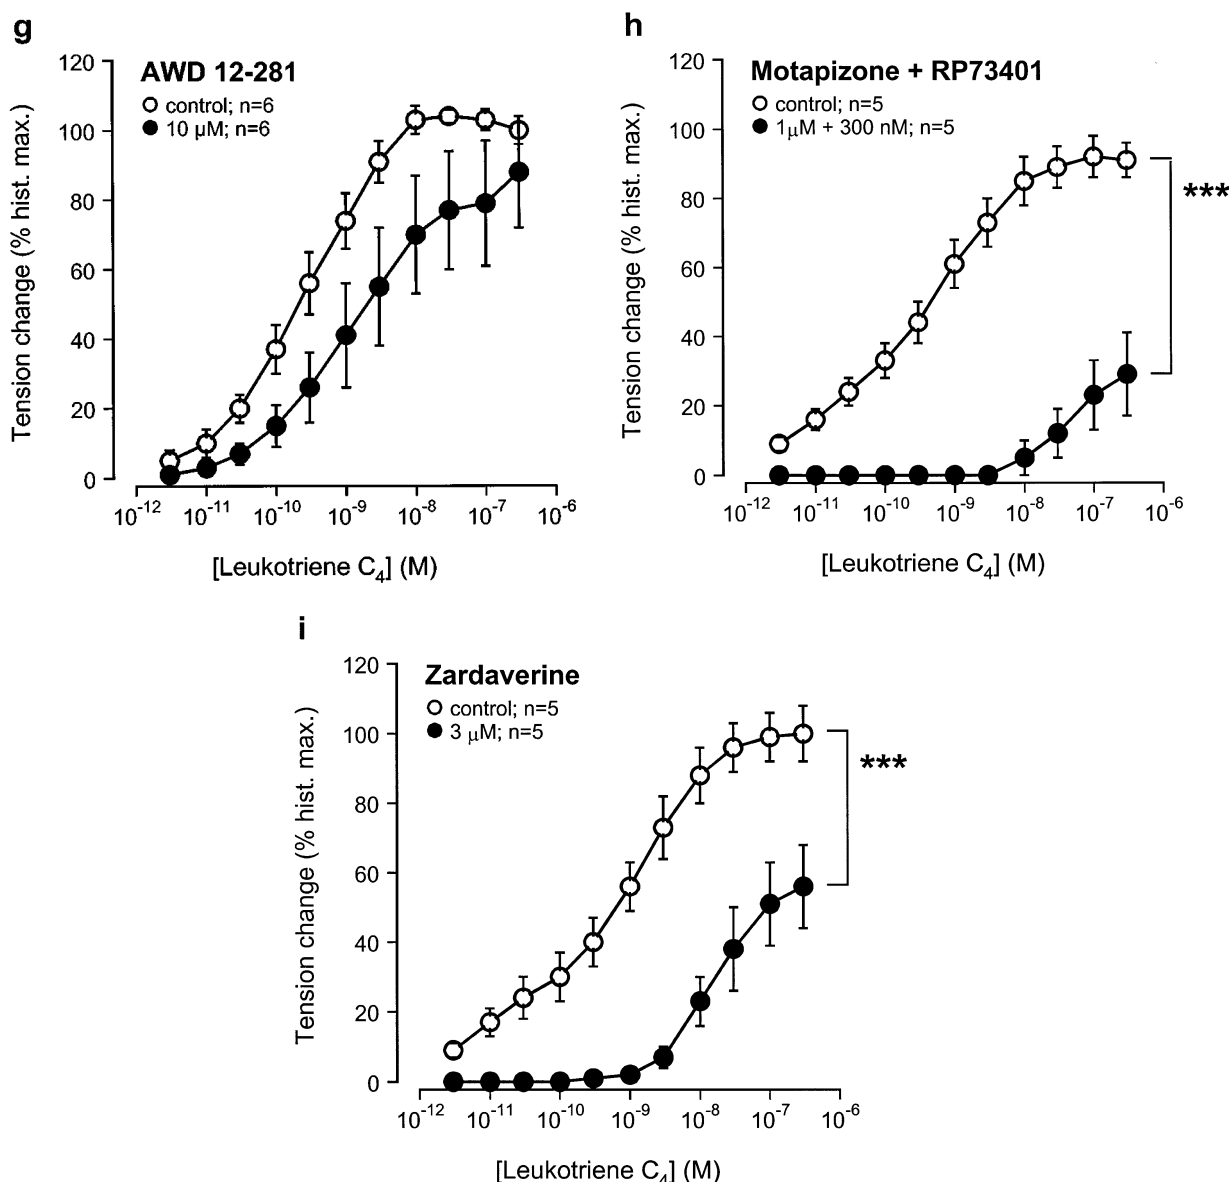 g
AWD 12-281
control; n=6
10 µM; n=6
Tension change (% hist. max.)
120
100
80
60
40
20
0
10⁻¹² 10⁻¹¹ 10⁻¹⁰ 10⁻⁹ 10⁻⁸ 10⁻⁷ 10⁻⁶
[Leukotriene C₄] (M)
h
Motapizone + RP73401
control; n=5
1µM + 300 nM; n=5
Tension change (% hist. max.)
120
100
80
60
40
20
0
***
10⁻¹² 10⁻¹¹ 10⁻¹⁰ 10⁻⁹ 10⁻⁸ 10⁻⁷ 10⁻⁶
[Leukotriene C₄] (M)
i
Zardaverine
control; n=5
3 µM; n=5
Tension change (% hist. max.)
120
100
80
60
40
20
0
***
10⁻¹² 10⁻¹¹ 10⁻¹⁰ 10⁻⁹ 10⁻⁸ 10⁻⁷ 10⁻⁶
[Leukotriene C₄] (M)